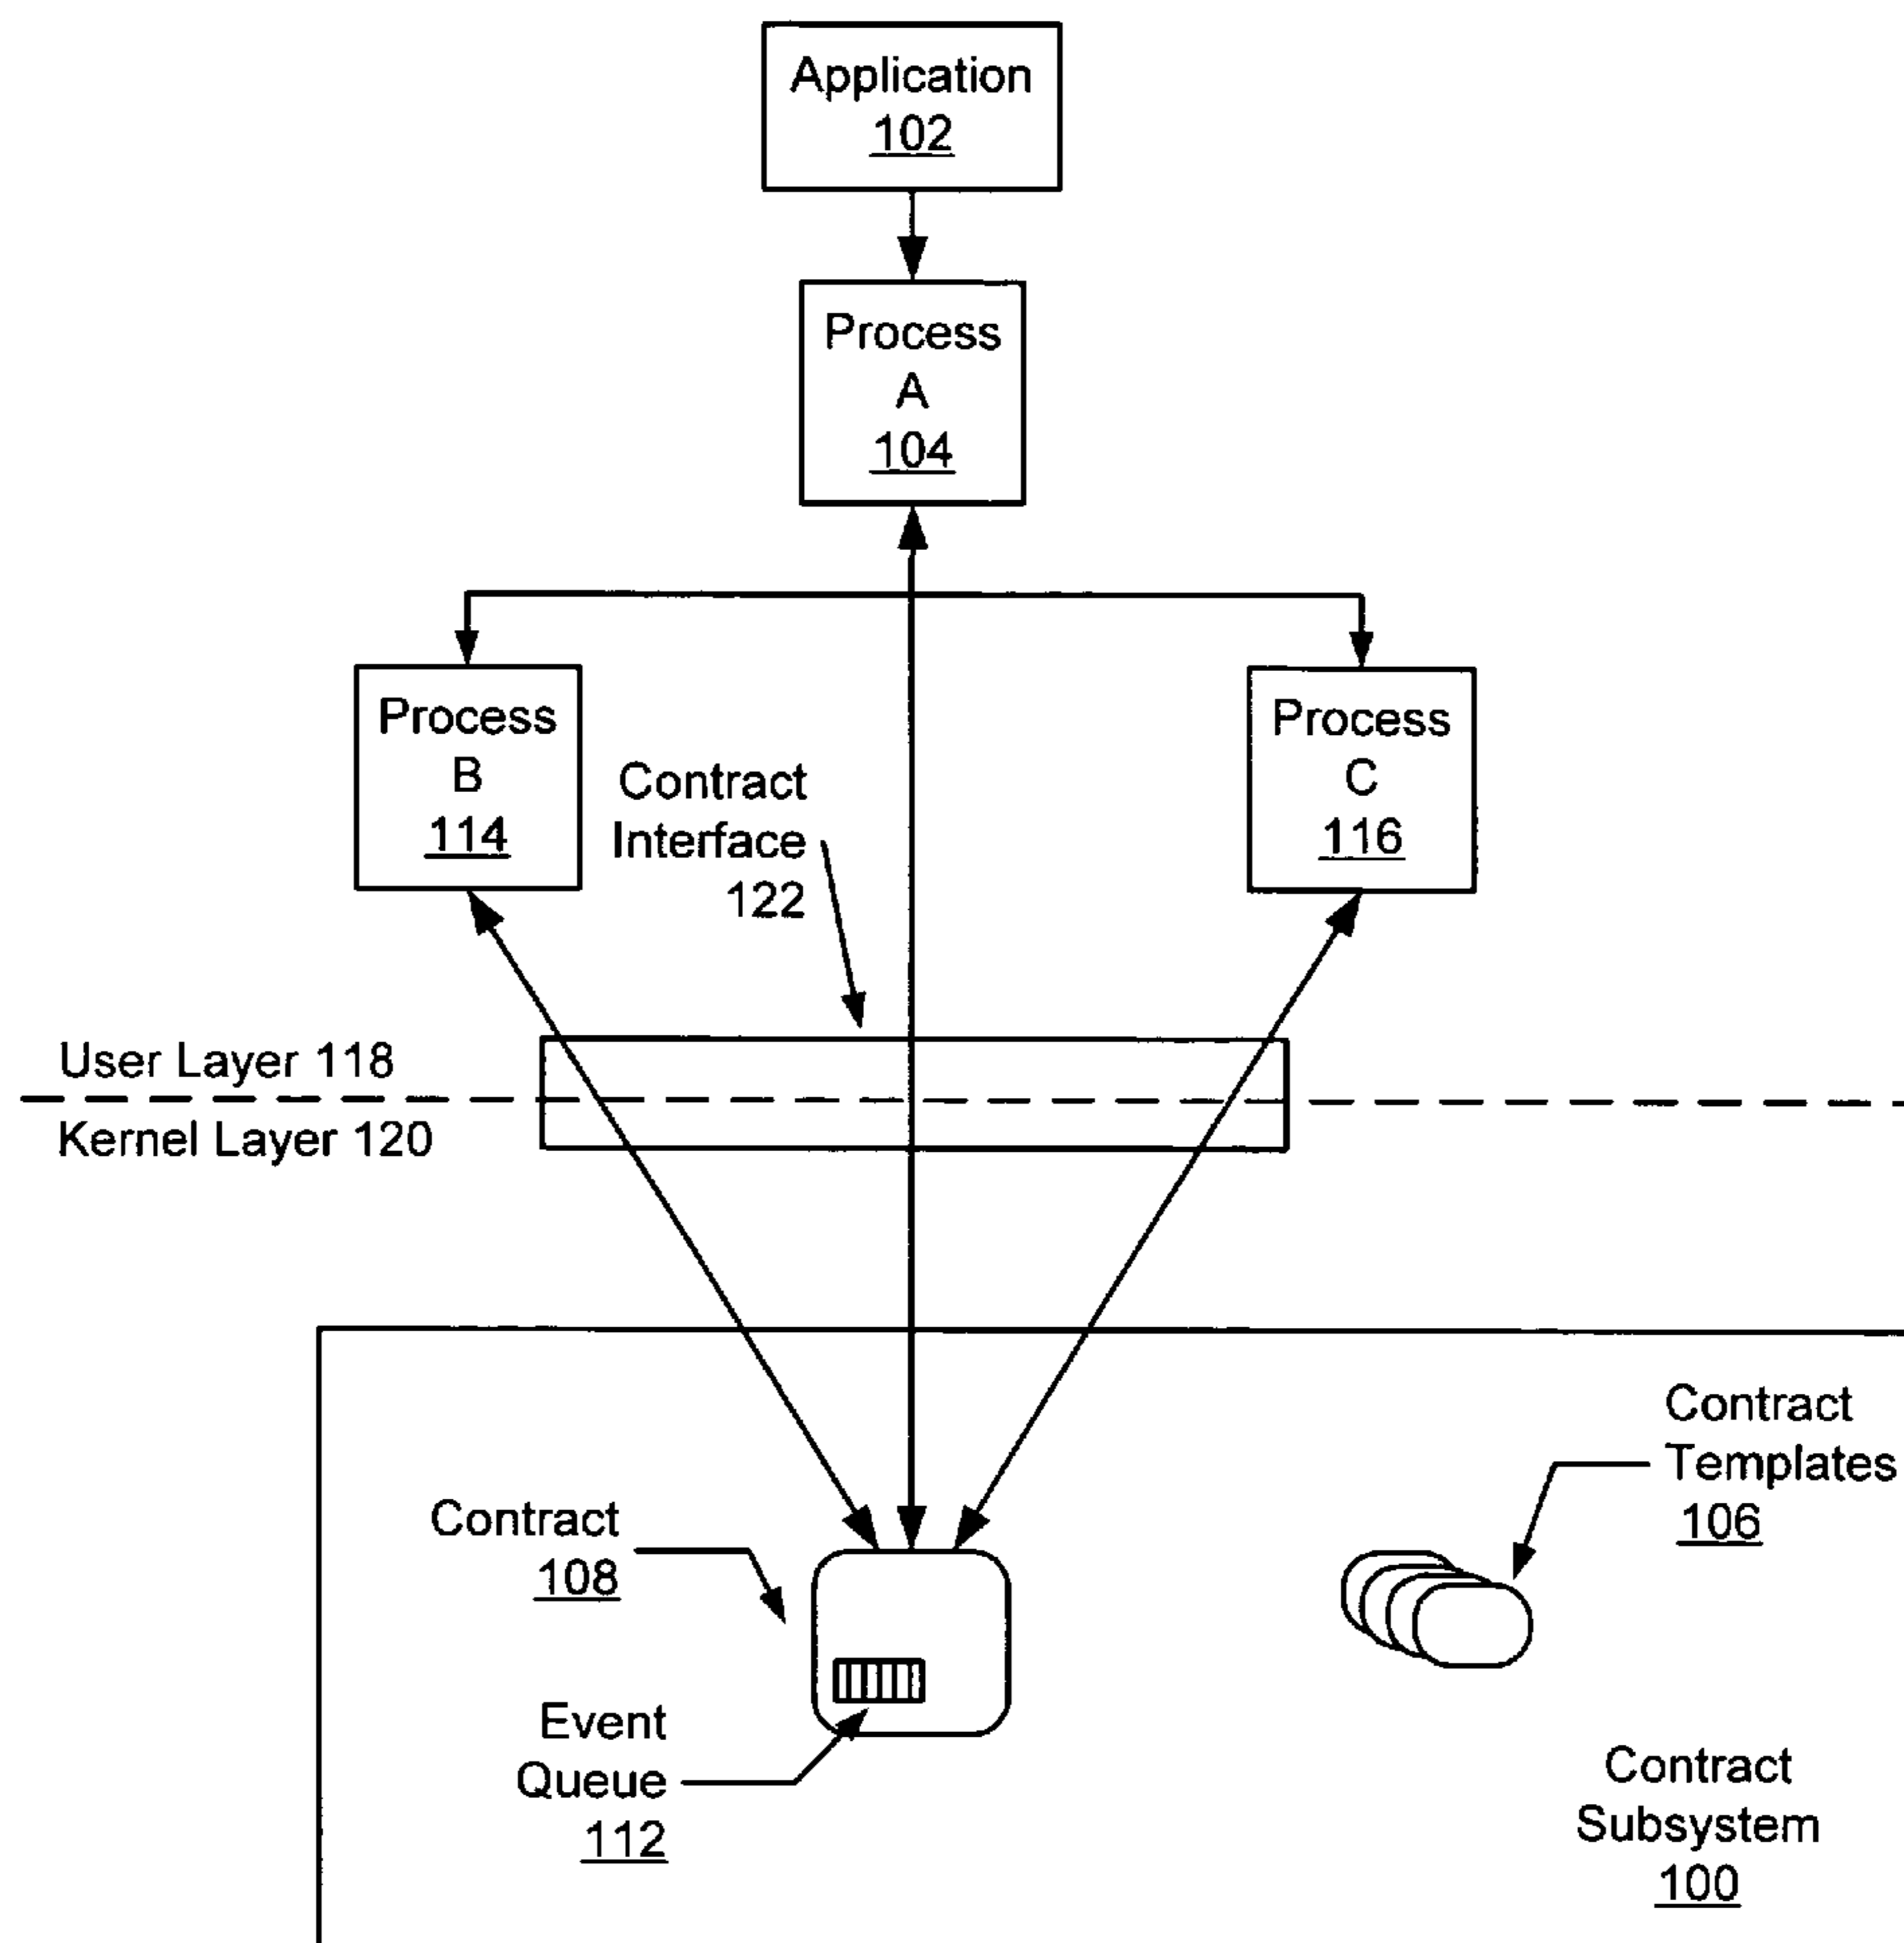 Application
102
Process
A
104
Process
B
114
Process
C
116
Contract
Interface
122
User Layer 118
Kernel Layer 120
Contract
Templates
106
Contract
108
Event
Queue
112
Contract
Subsystem
100